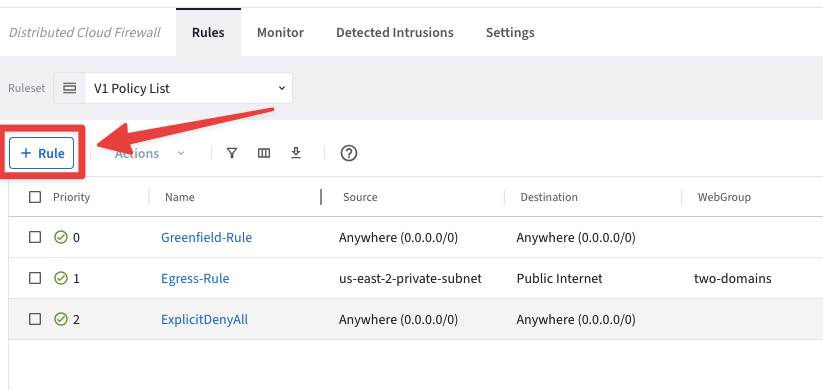 Distributed Cloud Firewall Rules Monitor Detected Intrusions Settings
Ruleset V1 Policy List
+ Rule Actions
Priority Name Source Destination WebGroup
0 Greenfield-Rule Anywhere (0.0.0.0/0) Anywhere (0.0.0.0/0)
1 Egress-Rule us-east-2-private-subnet Public Internet two-domains
2 ExplicitDenyAll Anywhere (0.0.0.0/0) Anywhere (0.0.0.0/0)